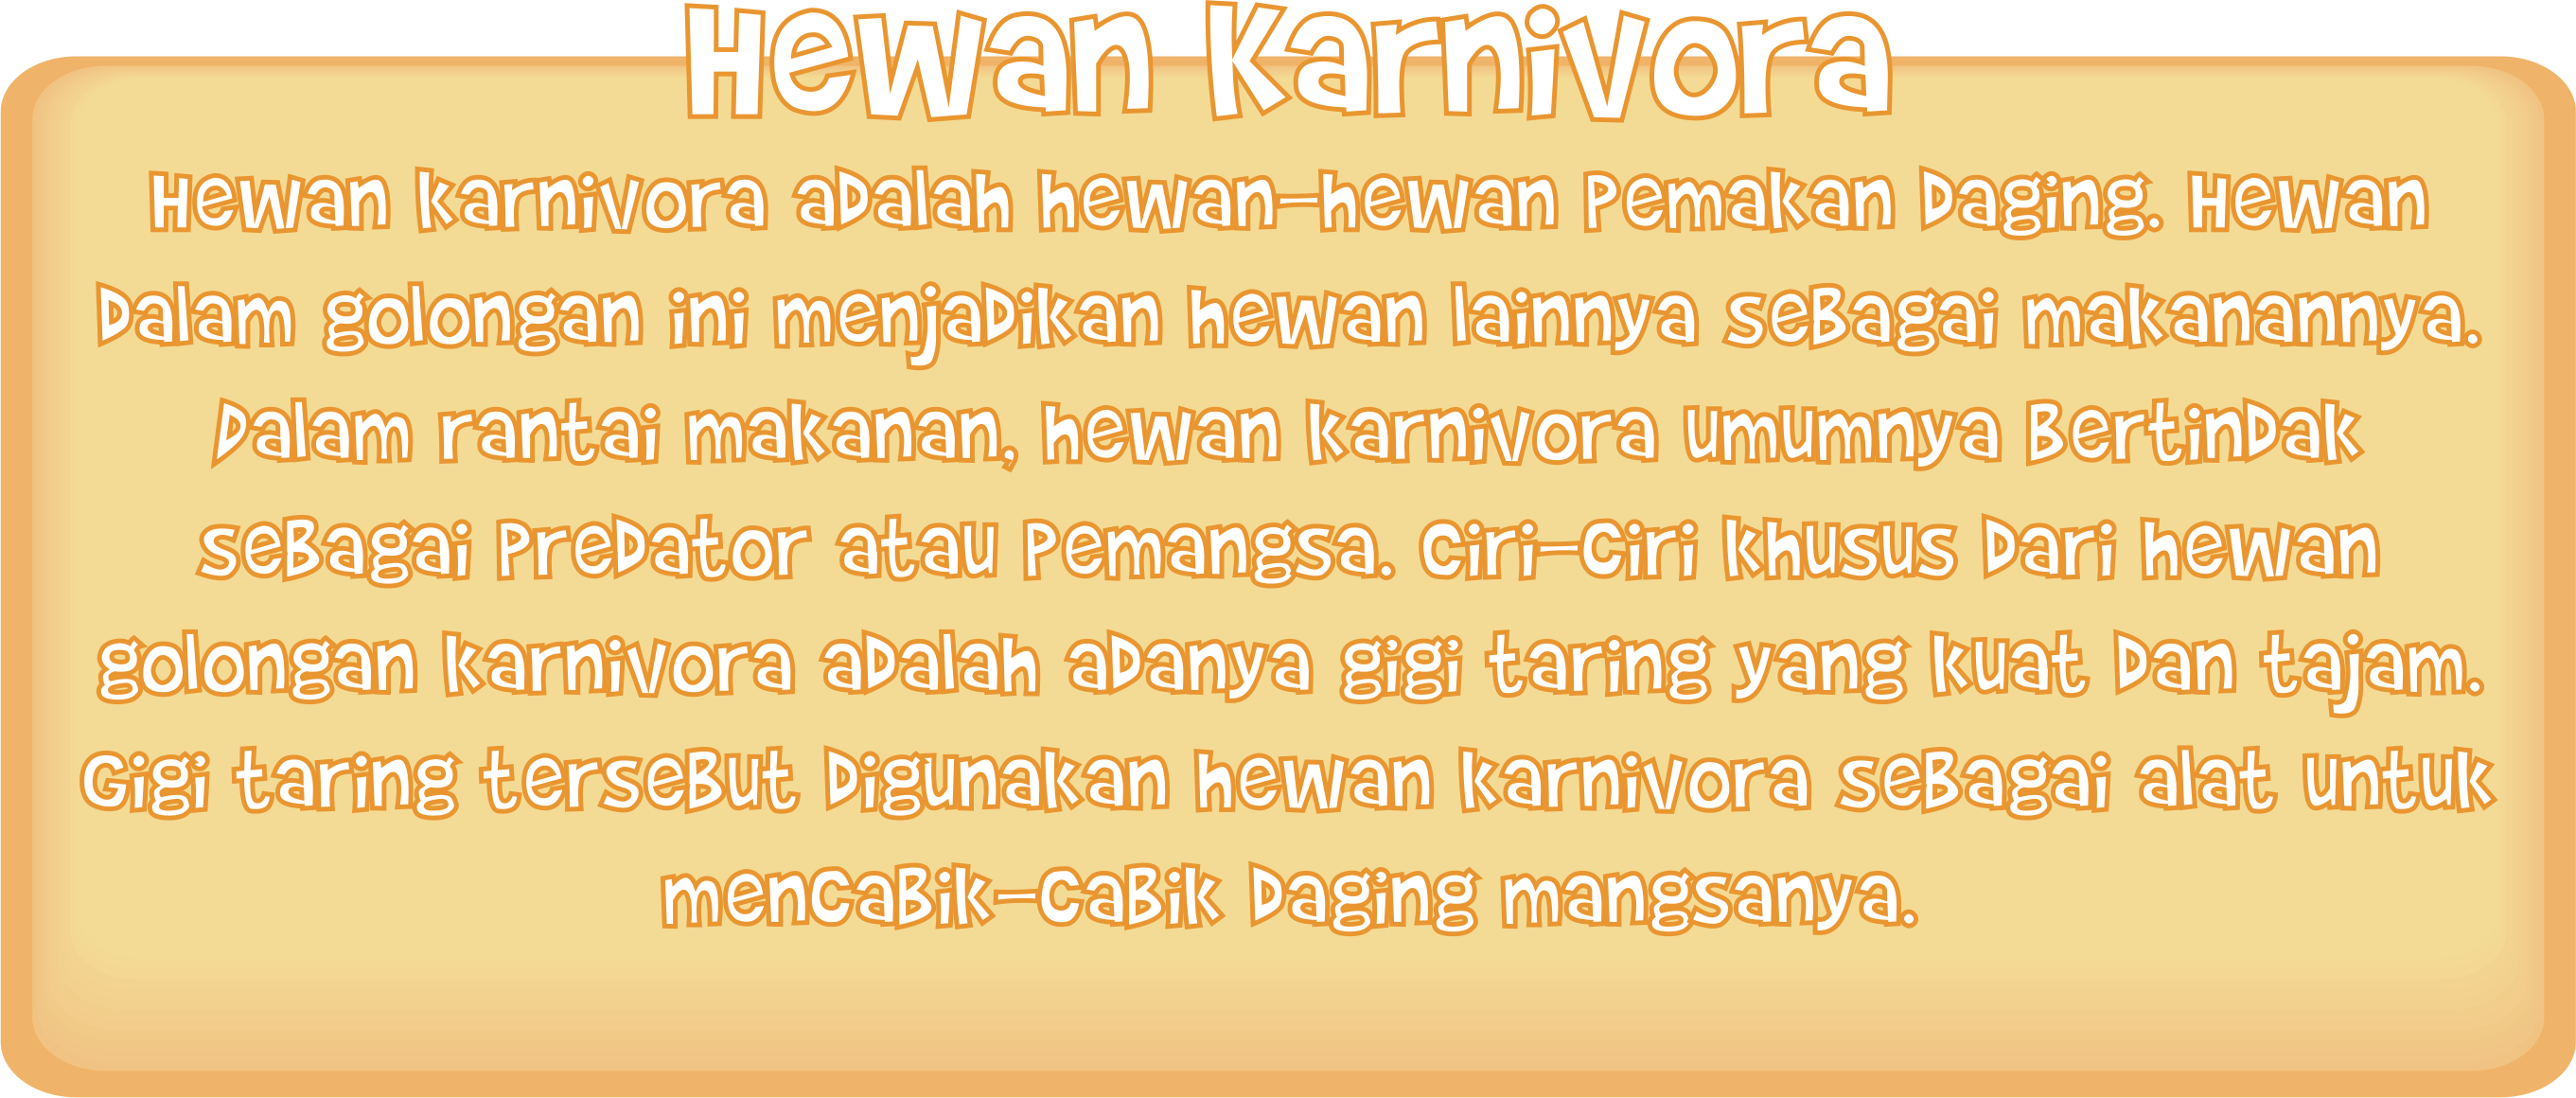 Hewan Karnivora
Hewan karnivora adalah hewan-hewan pemakan daging. Hewan
dalam golongan ini menjadikan hewan lainnya sebagai makanannya.
Dalam rantai makanan, hewan karnivora umumnya bertindak
sebagai predator atau pemangsa. Ciri-ciri khusus dari hewan
golongan karnivora adalah adanya gigi taring yang kuat dan tajam.
Gigi taring tersebut digunakan hewan karnivora sebagai alat untuk
mencabik-cabik daging mangsanya.